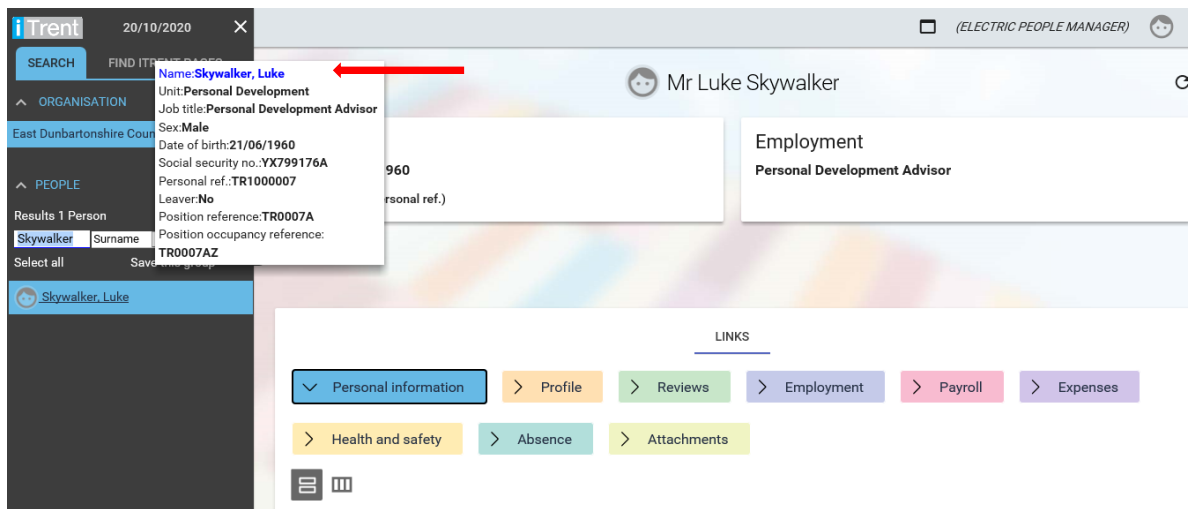 iTrent 20/10/2020
(ELECTRIC PEOPLE MANAGER)
SEARCH FIND ITRENT PAGES
Name:Skywalker, Luke
Unit:Personal Development
Job title:Personal Development Advisor
Sex:Male
Date of birth:21/06/1960
Social security no.:YX799176A
Personal ref.:TR1000007
Leaver:No
Position reference:TR0007A
Position occupancy reference:
TR0007AZ
ORGANISATION
East Dunbartonshire Coun
PEOPLE
Results 1 Person
Skywalker Surname
Select all Save this group
Skywalker, Luke
Mr Luke Skywalker
960
rsonal ref.)
Employment
Personal Development Advisor
LINKS
Personal information Profile Reviews Employment Payroll Expenses
Health and safety Absence Attachments